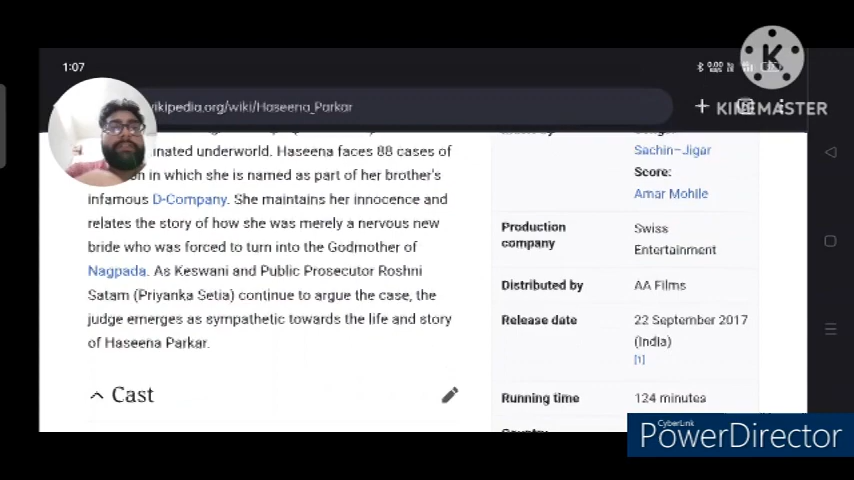 1:07
K
KINEMASTER
vikipedia.org/wiki/Haseena_Parkar
nated underworld. Haseena faces 88 cases of
in which she is named as part of her brother's
infamous D-Company. She maintains her innocence and
relates the story of how she was merely a nervous new
bride who was forced to turn into the Godmother of
Nagpada. As Keswani and Public Prosecutor Roshni
Satam (Priyanka Setia) continue to argue the case, the
judge emerges as sympathetic towards the life and story
of Haseena Parkar.
Cast
Sachin–Jigar
Score:
Amar Mohile
Production company
Swiss Entertainment
Distributed by
AA Films
Release date
22 September 2017
(India)
[1]
Running time
124 minutes
CyberLink
PowerDirector